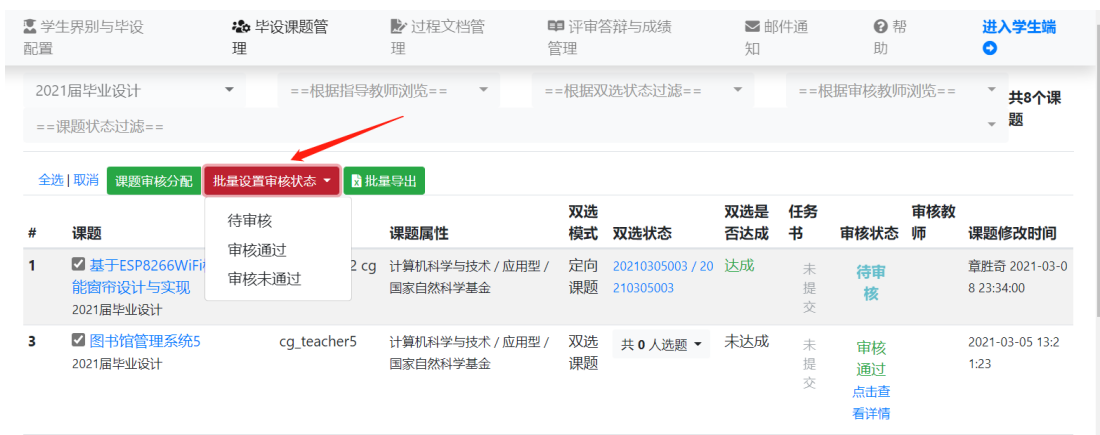 学生界别与毕设
配置
毕设课题管
理
过程文档管
理
评审答辩与成绩
管理
邮件通
知
帮
助
进入学生端
2021届毕业设计
==根据指导教师浏览==
==根据双选状态过滤==
==根据审核教师浏览==
共8个课
题
==课题状态过滤==
全选 | 取消
课题审核分配
批量设置审核状态
批量导出
待审核
审核通过
审核未通过
#
课题
课题属性
双选
模式
双选状态
双选是
否达成
任务
书
审核状态
审核教
师
课题修改时间
1
基于ESP8266WiFi
能窗帘设计与实现
2021届毕业设计
2 cg
计算机科学与技术 / 应用型 /
国家自然科学基金
定向
课题
20210305003 / 20
210305003
达成
未
提
交
待审
核
章胜奇 2021-03-0
8 23:34:00
3
图书馆管理系统5
2021届毕业设计
cg_teacher5
计算机科学与技术 / 应用型 /
国家自然科学基金
双选
课题
共 0 人选题
未达成
未
提
交
审核
通过
点击查
看详情
2021-03-05 13:2
1:23